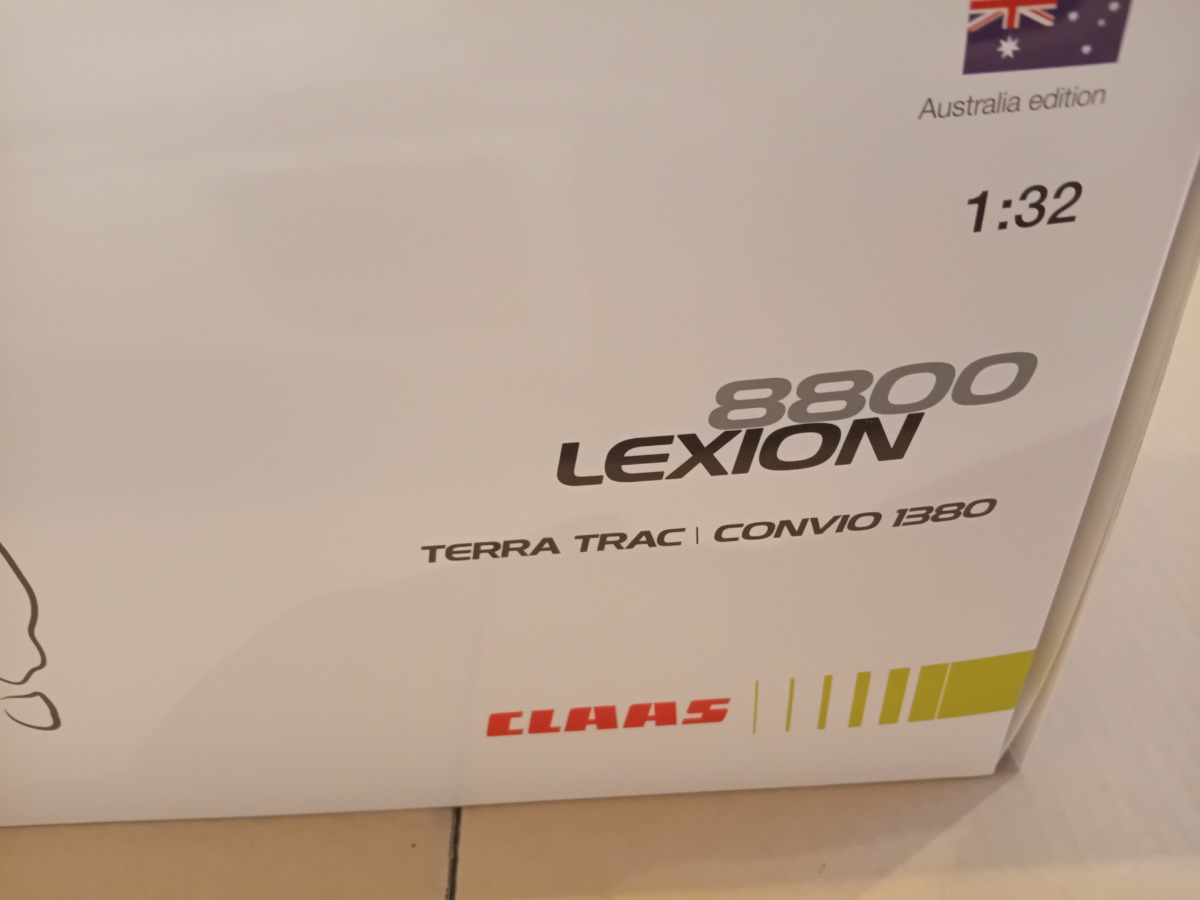 Australia edition
1:32
8800
LEXION
TERRA TRAC | CONVIO 1380
CLAAS